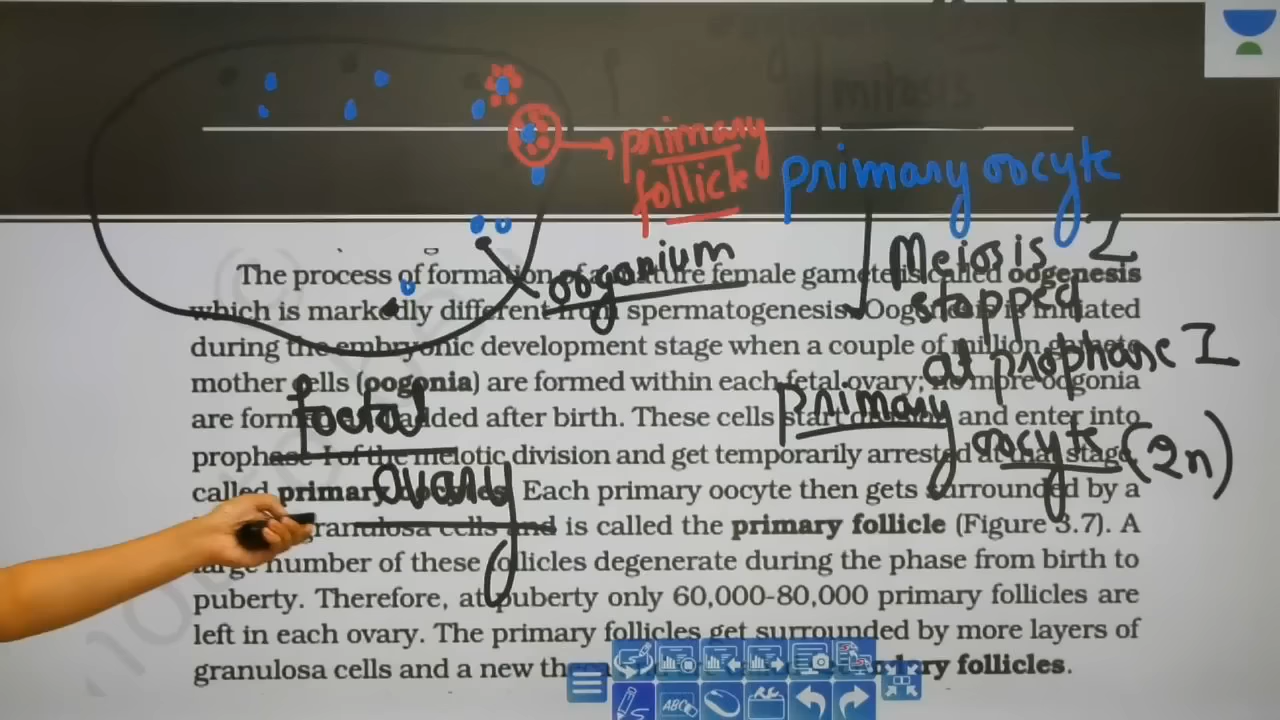 mitosis
primary
follicle
primary oocyte
Meiosis I
stopped
at prophase I
oogonium
primary
oocyte (2n)
foetal
ovary
The process of formation of a mature female gamete is called oogenesis
which is markedly different from spermatogenesis. Oogenesis is initiated
during the embryonic development stage when a couple of million
mother cells (oogonia) are formed within each fetal ovary; no more oogonia
are formed added after birth. These cells start and enter into
prophase I of the meiotic division and get temporarily arrested at that stage,
called primary oocytes. Each primary oocyte then gets surrounded by a
granulosa cells and is called the primary follicle (Figure 3.7). A
large number of these follicles degenerate during the phase from birth to
puberty. Therefore, at puberty only 60,000-80,000 primary follicles are
left in each ovary. The primary follicles get surrounded by more layers of
granulosa cells and a new follicles.
ABC